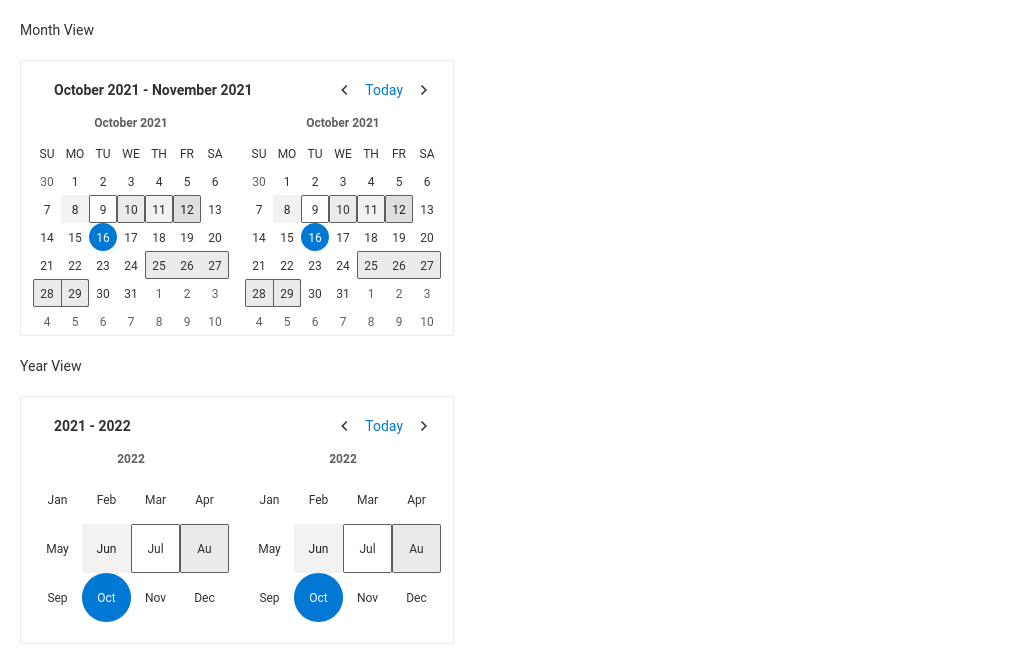 Month View
October 2021 - November 2021 Today
October 2021 October 2021
SU MO TU WE TH FR SA SU MO TU WE TH FR SA
30 1 2 3 4 5 6 30 1 2 3 4 5 6
7 8 9 10 11 12 13 7 8 9 10 11 12 13
14 15 16 17 18 19 20 14 15 16 17 18 19 20
21 22 23 24 25 26 27 21 22 23 24 25 26 27
28 29 30 31 1 2 3 28 29 30 31 1 2 3
4 5 6 7 8 9 10 4 5 6 7 8 9 10
Year View
2021 - 2022 Today
2022 2022
Jan Feb Mar Apr Jan Feb Mar Apr
May Jun Jul Au May Jun Jul Au
Sep Oct Nov Dec Sep Oct Nov Dec